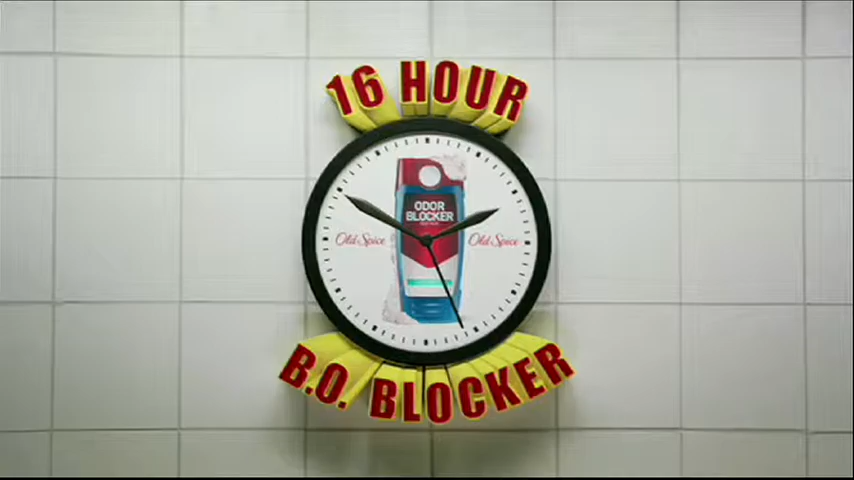 16 HOUR
ODOR
BLOCKER
Old Spice
Old Spice
B.O. BLOCKER